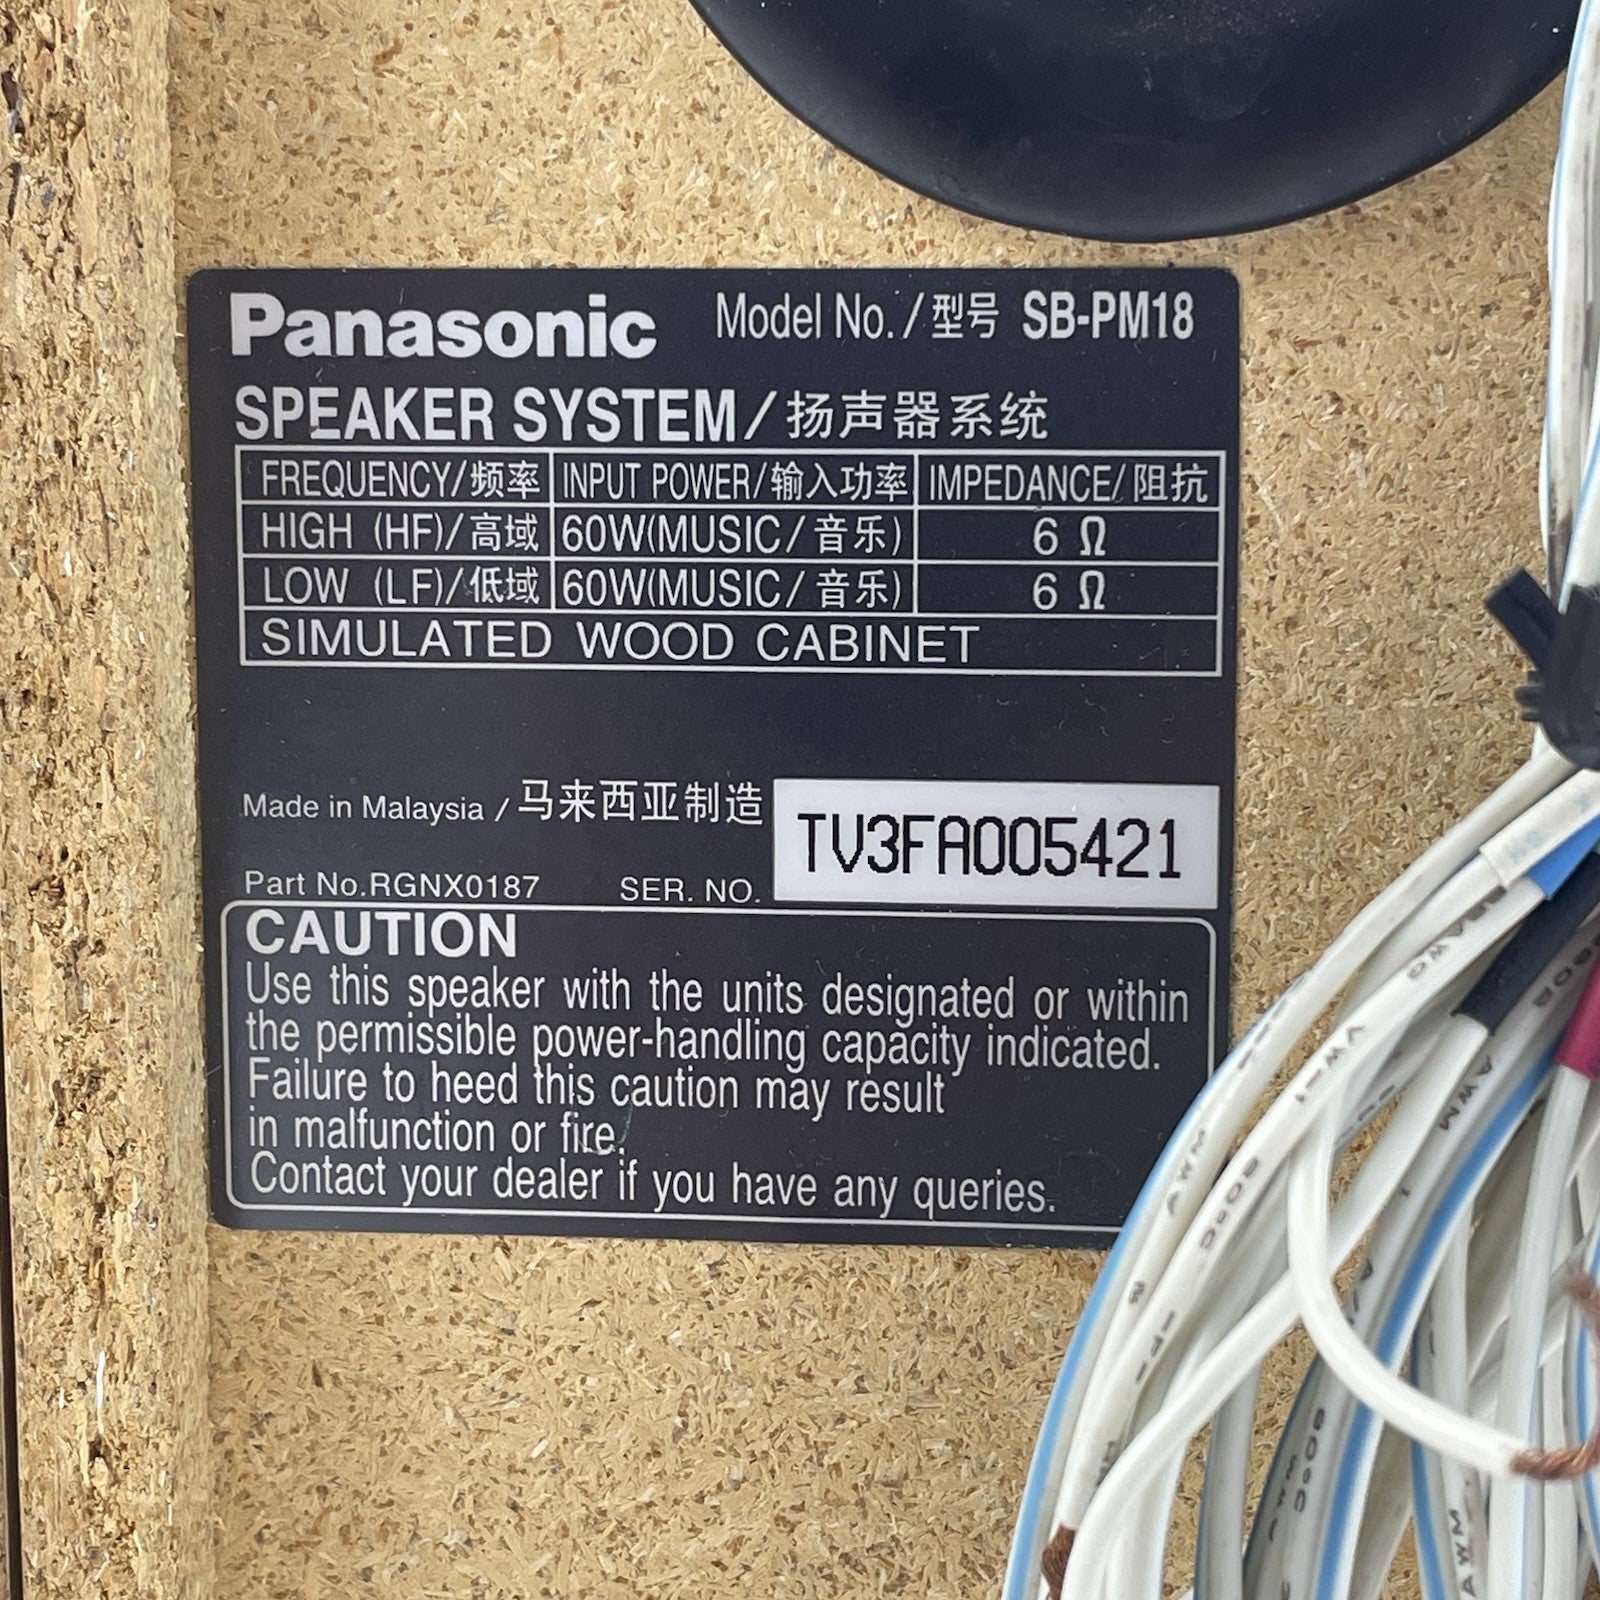 Panasonic Model No./型号 SB-PM18
SPEAKER SYSTEM/扬声器系统
FREQUENCY/频率 INPUT POWER/输入功率 IMPEDANCE/阻抗
HIGH (HF)/高域 60W(MUSIC/音乐) 6 Ω
LOW (LF)/低域 60W(MUSIC/音乐) 6 Ω
SIMULATED WOOD CABINET
Made in Malaysia/马来西亚制造
Part No.RGNX0187 SER. NO. TV3FA005421
CAUTION
Use this speaker with the units designated or within
the permissible power-handling capacity indicated.
Failure to heed this caution may result
in malfunction or fire.
Contact your dealer if you have any queries.
AWM
AWM
AWM
AWM